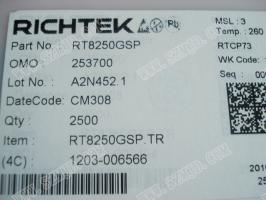 RICHTEK Pb MSL : 3
Temp. : 260
Part No. : RT8250GSP RTCP73
OMO : 253700 WK Code :
Lot No. : A2N452.1 Seq :
DateCode: CM308
Qty : 2500
Item : RT8250GSP.TR
(4C) : 1203-006566